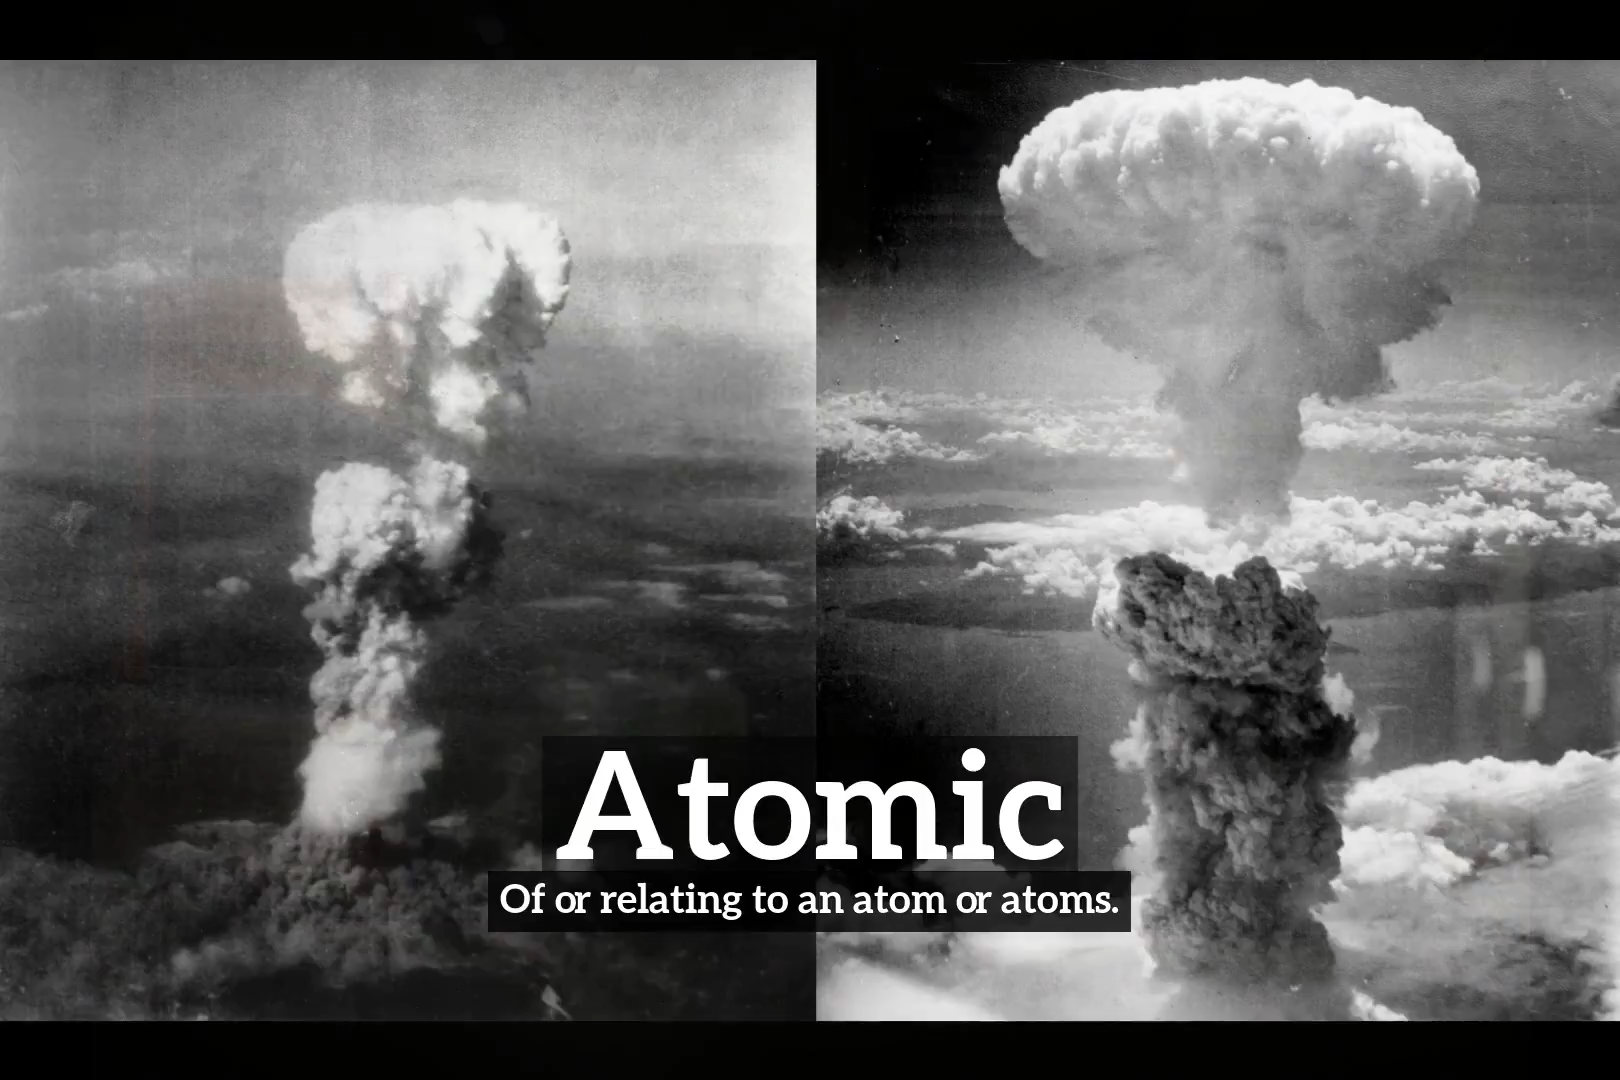 Atomic
Of or relating to an atom or atoms.